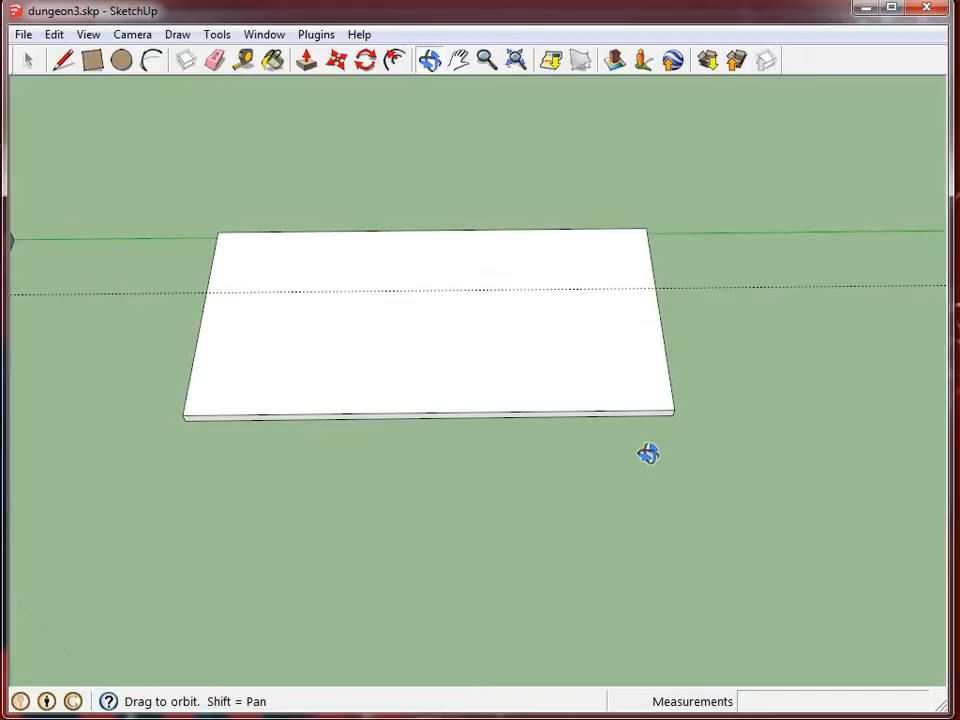 dungeon3.skp - SketchUp
File Edit View Camera Draw Tools Window Plugins Help
Drag to orbit. Shift = Pan Measurements